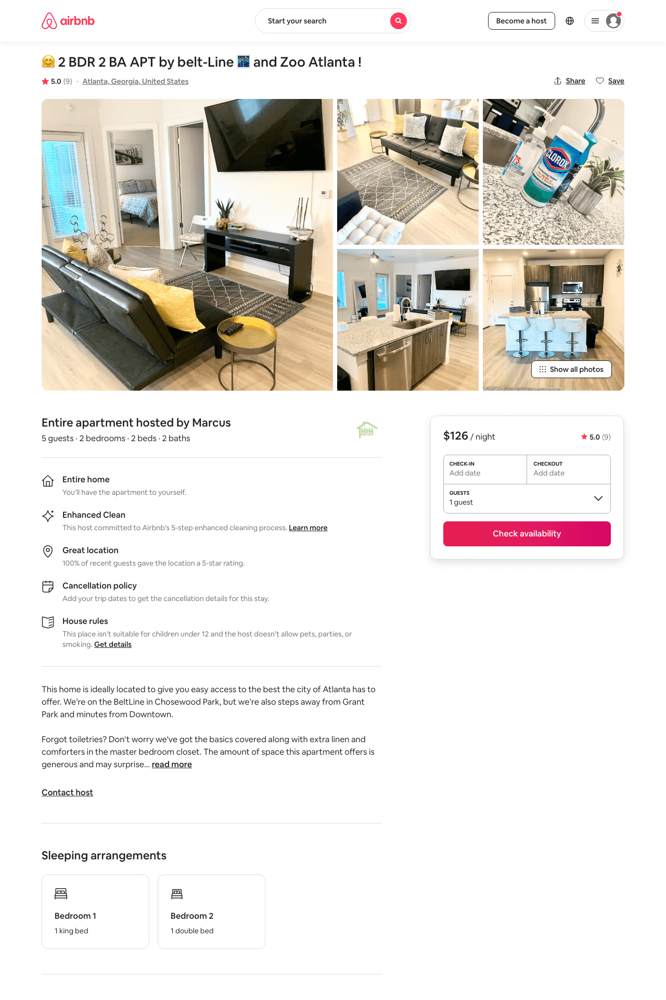 airbnb
Start your search
Become a host
🤗 2 BDR 2 BA APT by belt-Line 🌃 and Zoo Atlanta !
5.0 (9) · Atlanta, Georgia, United States
Share
Save
75%
CLOROX
Disinfecting Wipes
Show all photos
Entire apartment hosted by Marcus
5 guests · 2 bedrooms · 2 beds · 2 baths
M&M
$126 / night
5.0 (9)
CHECK-IN
Add date
CHECKOUT
Add date
GUESTS
1 guest
Check availability
Entire home
You’ll have the apartment to yourself.
Enhanced Clean
This host committed to Airbnb's 5-step enhanced cleaning process. Learn more
Great location
100% of recent guests gave the location a 5-star rating.
Cancellation policy
Add your trip dates to get the cancellation details for this stay.
House rules
This place isn’t suitable for children under 12 and the host doesn’t allow pets, parties, or
smoking. Get details
This home is ideally located to give you easy access to the best the city of Atlanta has to
offer. We’re on the BeltLine in Chosewood Park, but we’re also steps away from Grant
Park and minutes from Downtown.
Forgot toiletries? Don't worry we've got the basics covered along with extra linen and
comforters in the master bedroom closet. The amount of space this apartment offers is
generous and may surprise... read more
Contact host
Sleeping arrangements
Bedroom 1
1 king bed
Bedroom 2
1 double bed